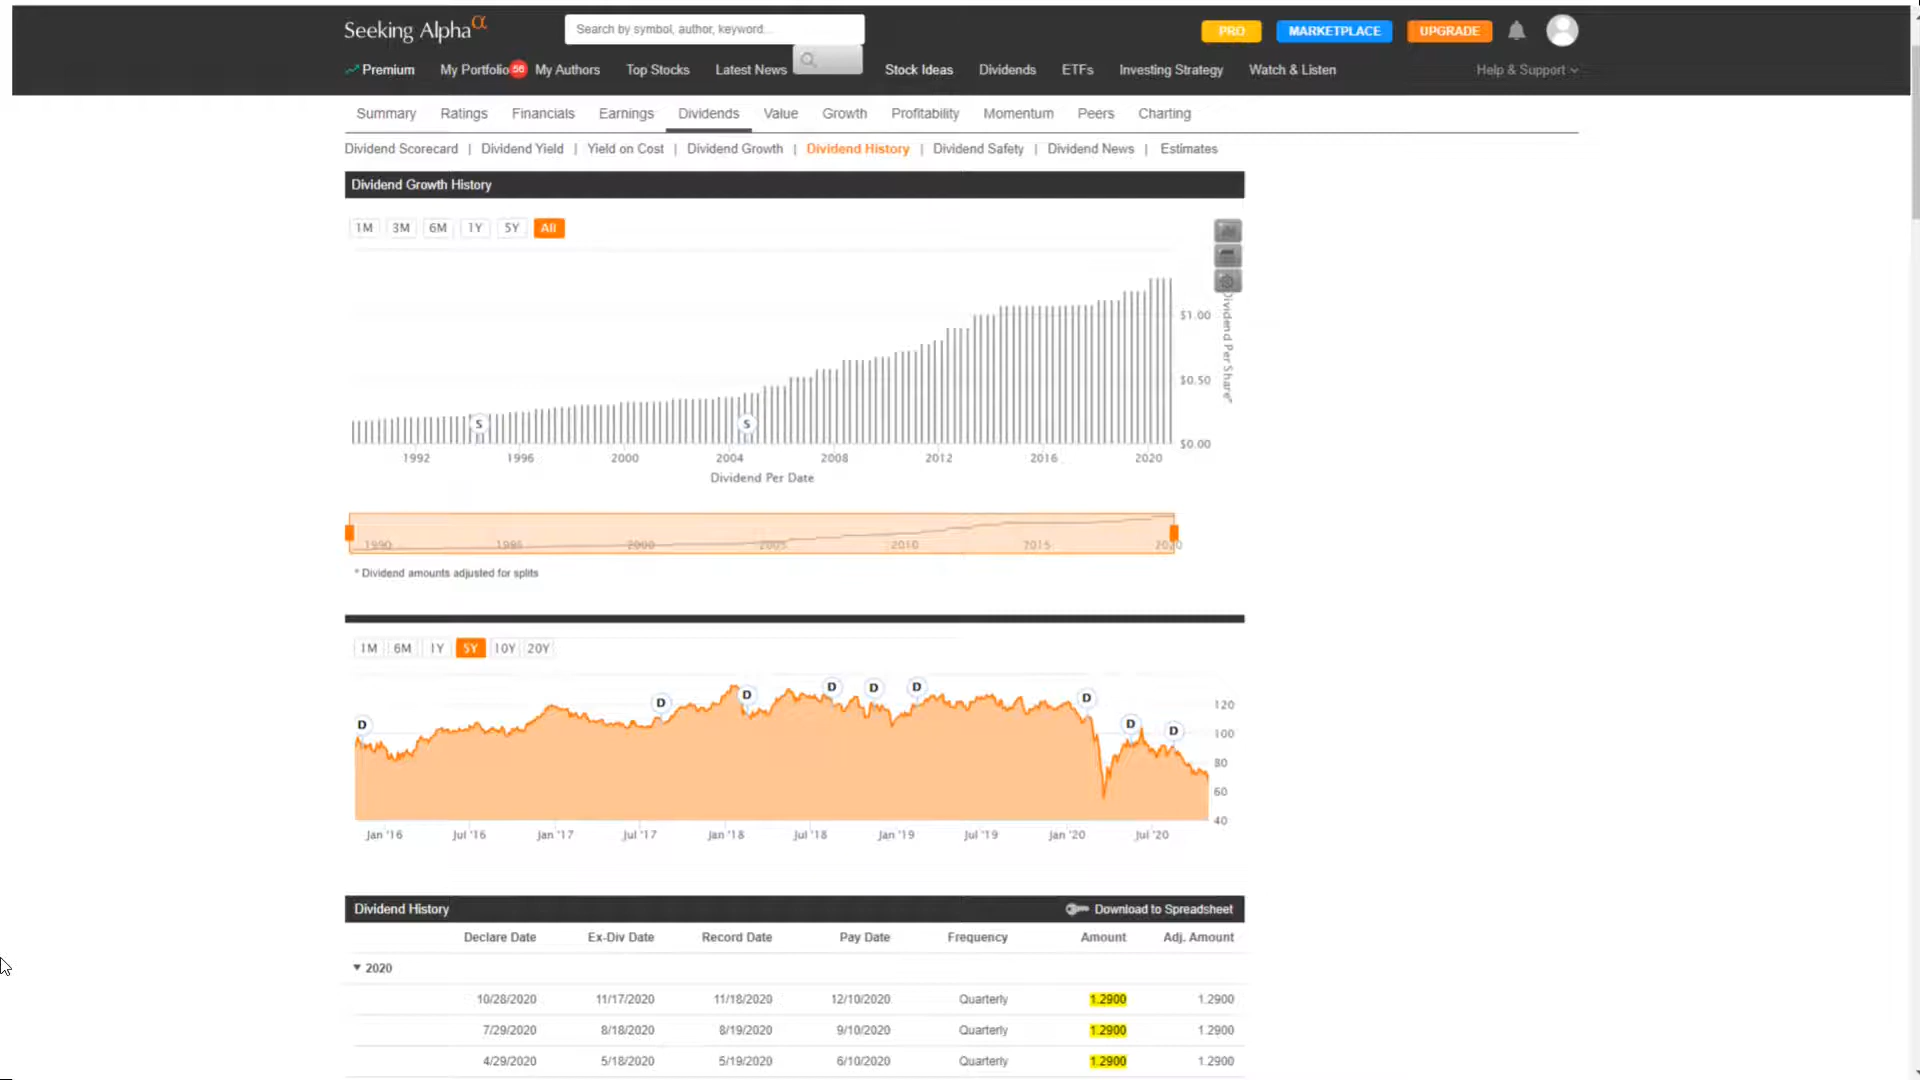 Seeking Alpha α
Search by symbol, author, keyword...
PRO MARKETPLACE UPGRADE
Premium My Portfolio 56 My Authors Top Stocks Latest News Stock Ideas Dividends ETFs Investing Strategy Watch & Listen Help & Support
Summary Ratings Financials Earnings Dividends Value Growth Profitability Momentum Peers Charting
Dividend Scorecard | Dividend Yield | Yield on Cost | Dividend Growth | Dividend History | Dividend Safety | Dividend News | Estimates
Dividend Growth History
1M 3M 6M 1Y 5Y All
$1.00
$0.50
$0.00
Dividend Per Share*
S S
1992 1996 2000 2004 2008 2012 2016 2020
Dividend Per Date
1990 1995 2000 2005 2010 2015 2020
* Dividend amounts adjusted for splits
1M 6M 1Y 5Y 10Y 20Y
D D D D D D D D D
120
100
80
60
40
Jan '16 Jul '16 Jan '17 Jul '17 Jan '18 Jul '18 Jan '19 Jul '19 Jan '20 Jul '20
Dividend History Download to Spreadsheet
Declare Date Ex-Div Date Record Date Pay Date Frequency Amount Adj. Amount
2020
10/28/2020 11/17/2020 11/18/2020 12/10/2020 Quarterly 1.2900 1.2900
7/29/2020 8/18/2020 8/19/2020 9/10/2020 Quarterly 1.2900 1.2900
4/29/2020 5/18/2020 5/19/2020 6/10/2020 Quarterly 1.2900 1.2900